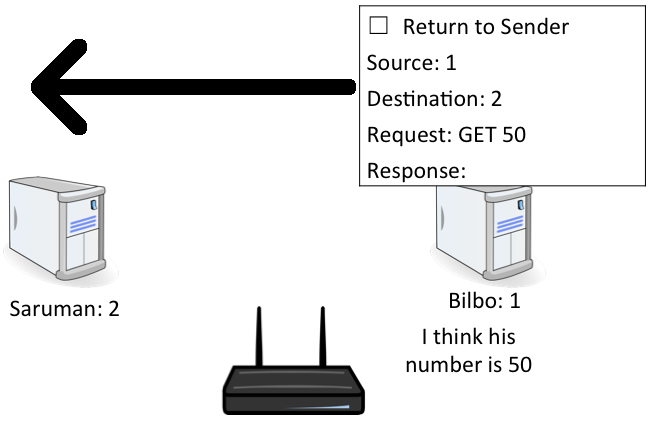 ☐ Return to Sender
Source: 1
Destination: 2
Request: GET 50
Response:
Saruman: 2
Bilbo: 1
I think his
number is 50